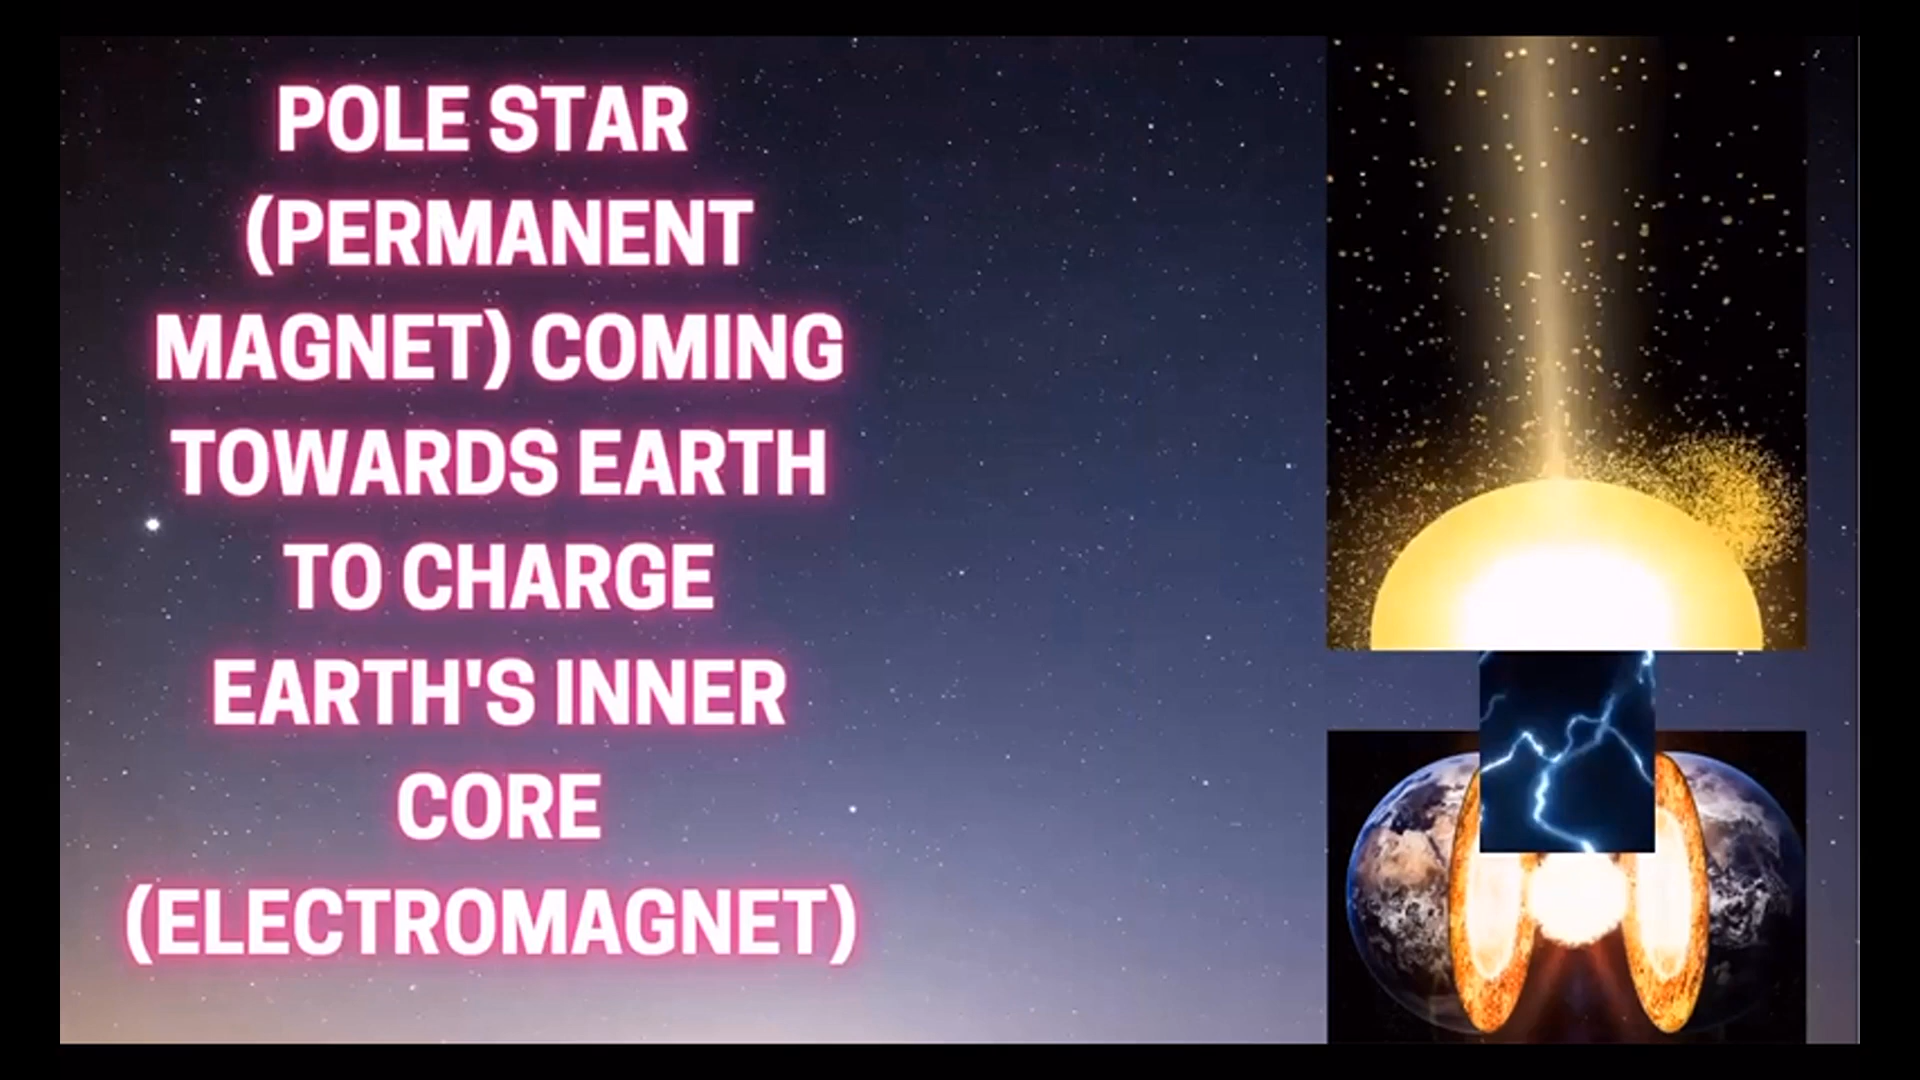 POLE STAR
(PERMANENT
MAGNET) COMING
TOWARDS EARTH
TO CHARGE
EARTH'S INNER
CORE
(ELECTROMAGNET)